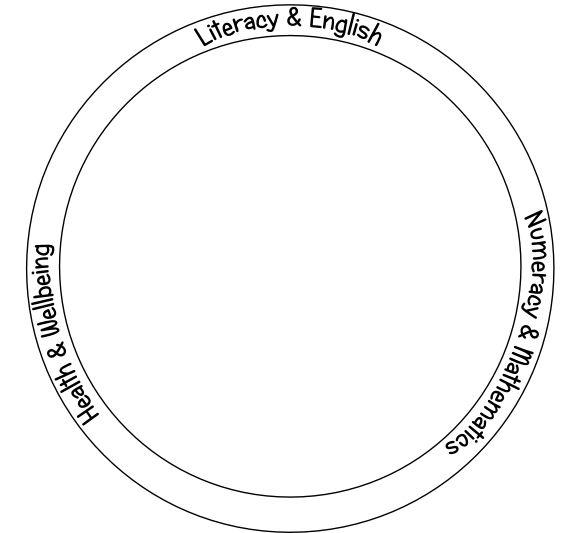 Literacy & English
Numeracy & Mathematics
Health & Wellbeing